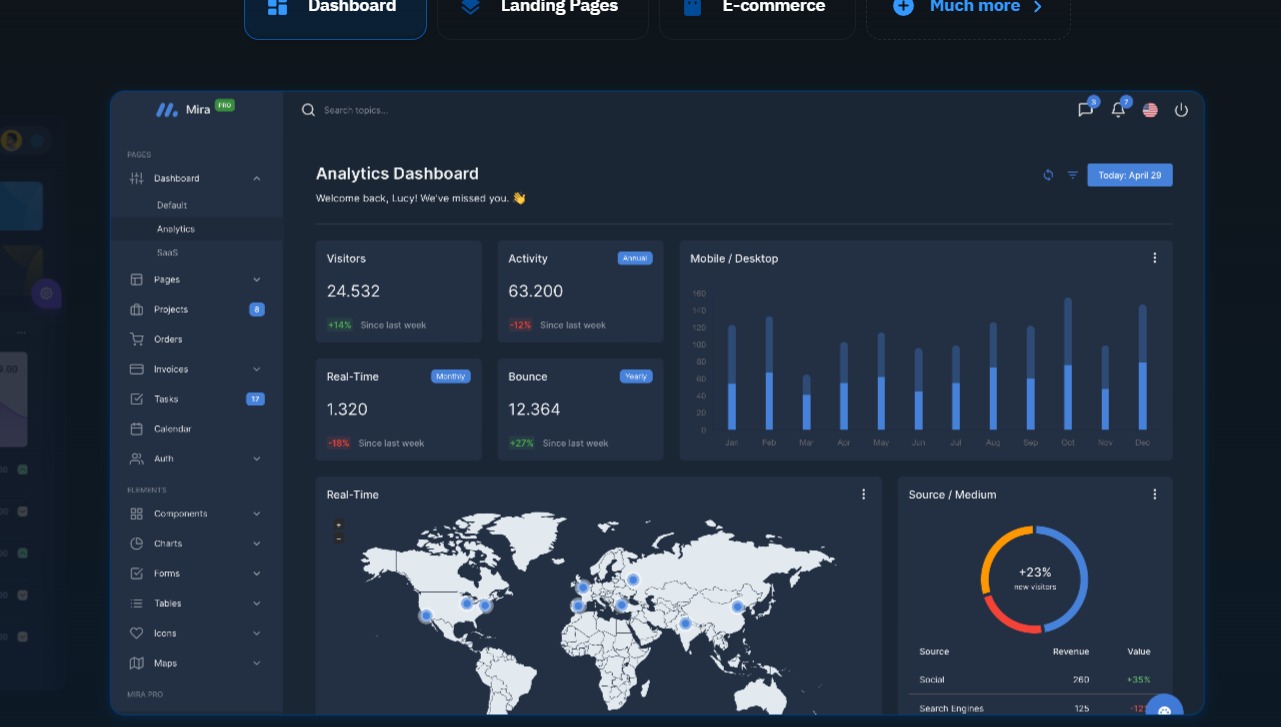 Dashboard
Landing Pages
E-commerce
Much more
Mira PRO
Search topics...
3
7
PAGES
Dashboard
Default
Analytics
SaaS
Pages
Projects 8
Orders
Invoices
Tasks 17
Calendar
Auth
ELEMENTS
Components
Charts
Forms
Tables
Icons
Maps
MIRA PRO
Analytics Dashboard
Welcome back, Lucy! We've missed you. 👋
Today: April 29
Visitors
24.532
+14% Since last week
Activity Annual
63.200
-12% Since last week
Real-Time Monthly
1.320
-18% Since last week
Bounce Yearly
12.364
+27% Since last week
Mobile / Desktop
160
140
120
100
80
60
40
20
0
Jan Feb Mar Apr May Jun Jul Aug Sep Oct Nov Dec
Real-Time
+
-
Source / Medium
+23%
new visitors
Source Revenue Value
Social 260 +35%
Search Engines 125